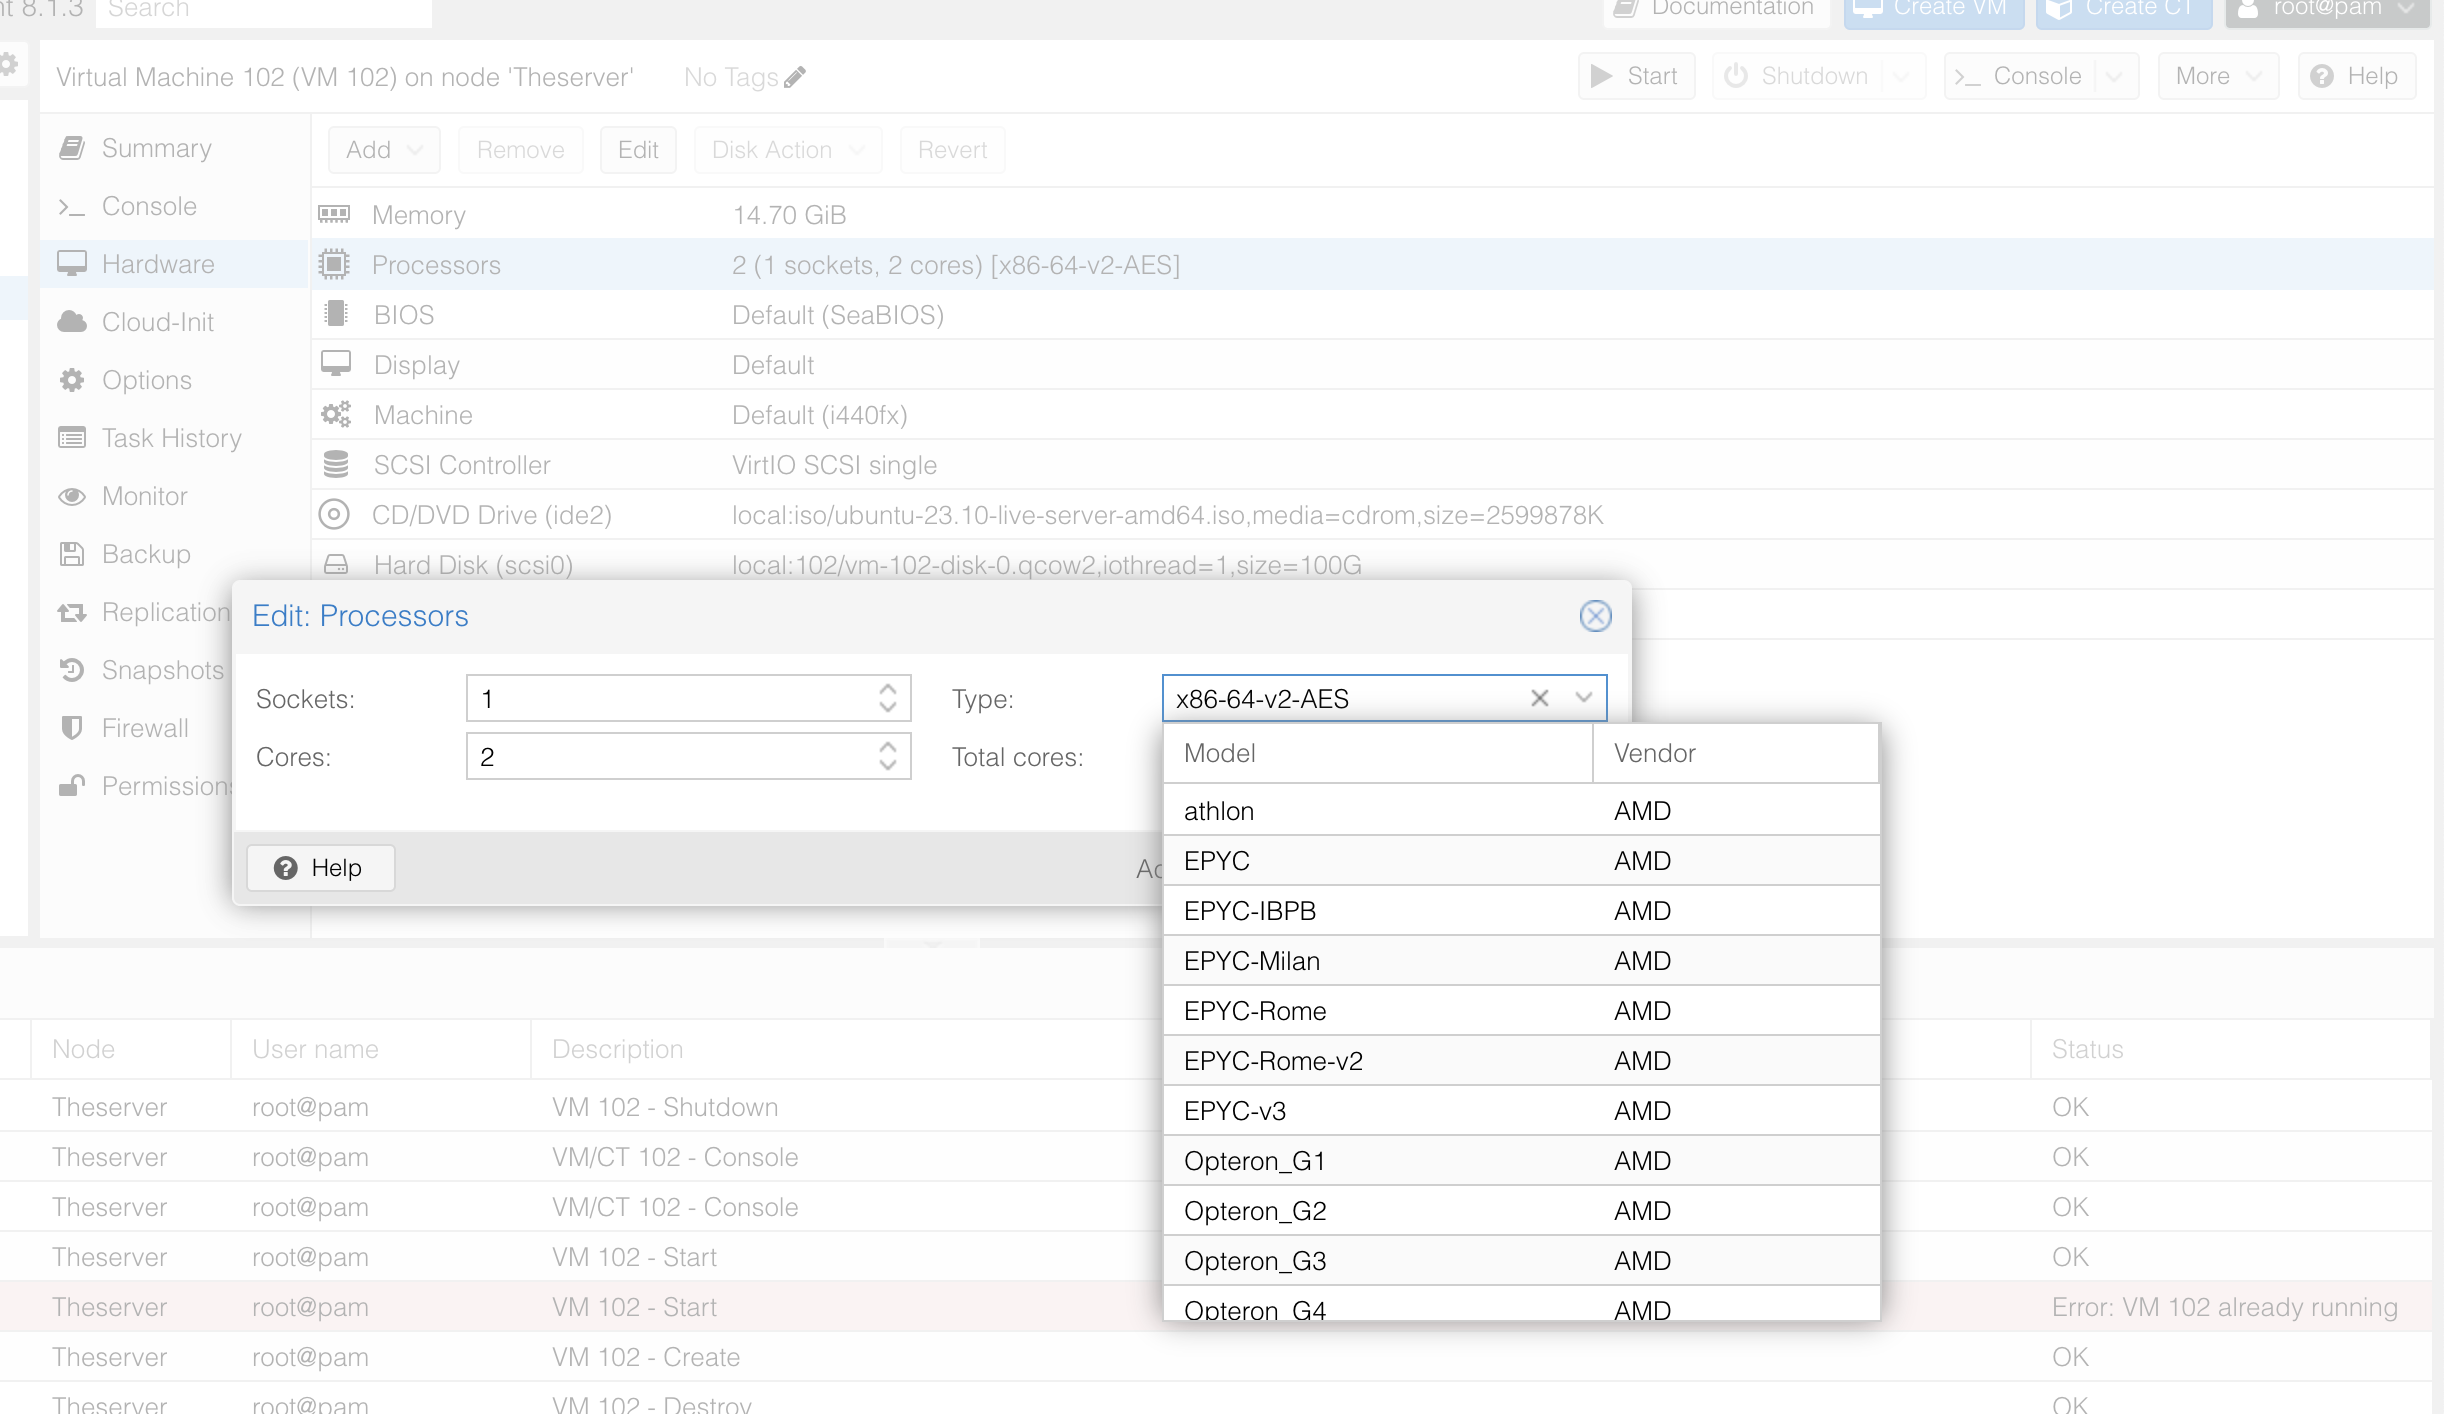 nt 8.1.3 Search Documentation Create VM Create CT root@pam
Virtual Machine 102 (VM 102) on node 'Theserver' No Tags Start Shutdown >_ Console More Help
Summary
>_ Console
Hardware
Cloud-Init
Options
Task History
Monitor
Backup
Replication
Snapshots
Firewall
Permissions
Add Remove Edit Disk Action Revert
Memory 14.70 GiB
Processors 2 (1 sockets, 2 cores) [x86-64-v2-AES]
BIOS Default (SeaBIOS)
Display Default
Machine Default (i440fx)
SCSI Controller VirtIO SCSI single
CD/DVD Drive (ide2) local:iso/ubuntu-23.10-live-server-amd64.iso,media=cdrom,size=2599878K
Hard Disk (scsi0) local:102/vm-102-disk-0.qcow2,iothread=1,size=100G
Edit: Processors
Sockets: 1 Type: x86-64-v2-AES
Cores: 2 Total cores:
Help Ad
Model Vendor
athlon AMD
EPYC AMD
EPYC-IBPB AMD
EPYC-Milan AMD
EPYC-Rome AMD
EPYC-Rome-v2 AMD
EPYC-v3 AMD
Opteron_G1 AMD
Opteron_G2 AMD
Opteron_G3 AMD
Opteron_G4 AMD
Node User name Description Status
Theserver root@pam VM 102 - Shutdown OK
Theserver root@pam VM/CT 102 - Console OK
Theserver root@pam VM/CT 102 - Console OK
Theserver root@pam VM 102 - Start OK
Theserver root@pam VM 102 - Start Error: VM 102 already running
Theserver root@pam VM 102 - Create OK
Theserver root@pam VM 102 - Destroy OK